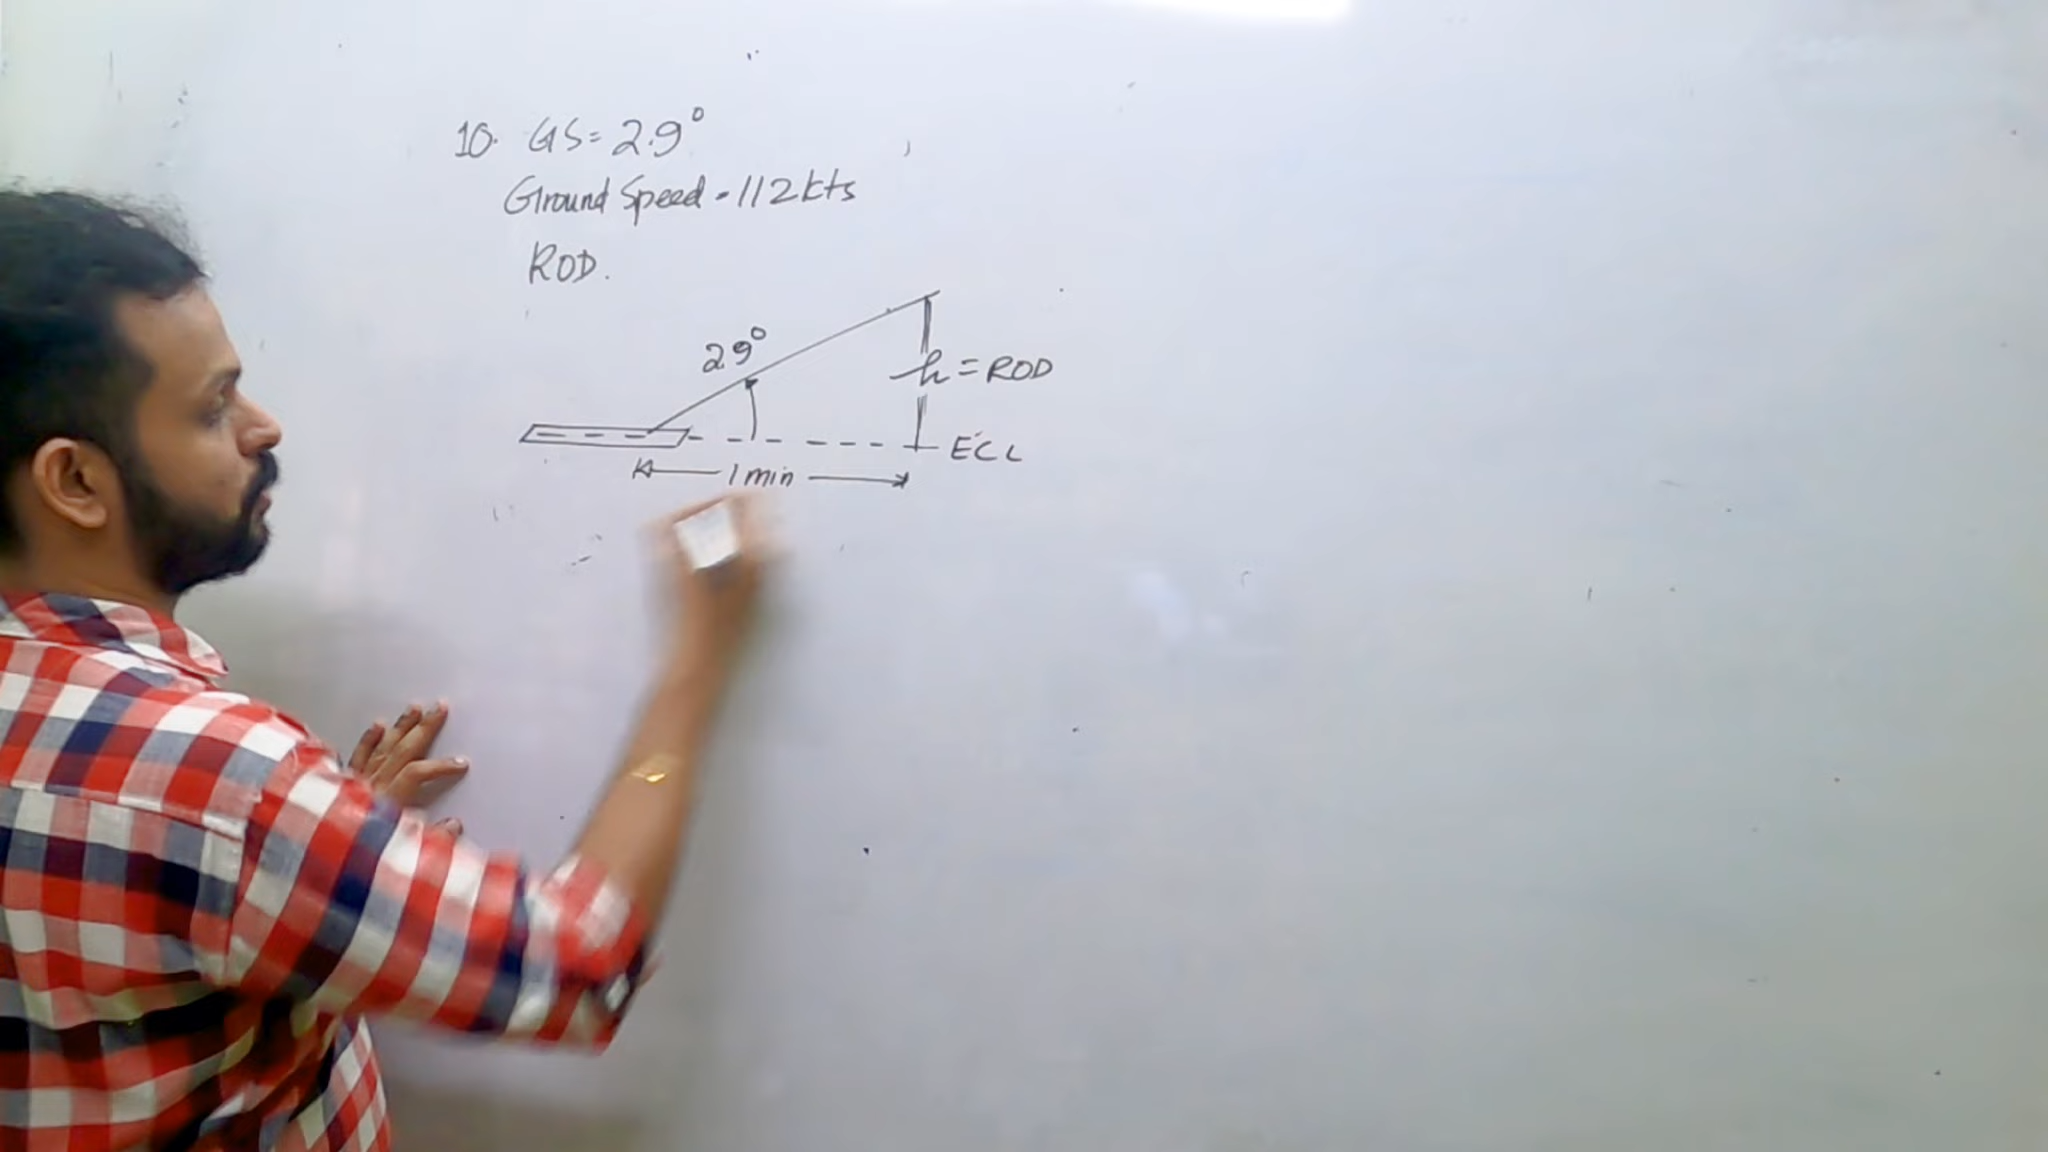 10. GS = 2.9°
Ground Speed = 112 kts
ROD.
2.9°
h = ROD
ECL
1 min